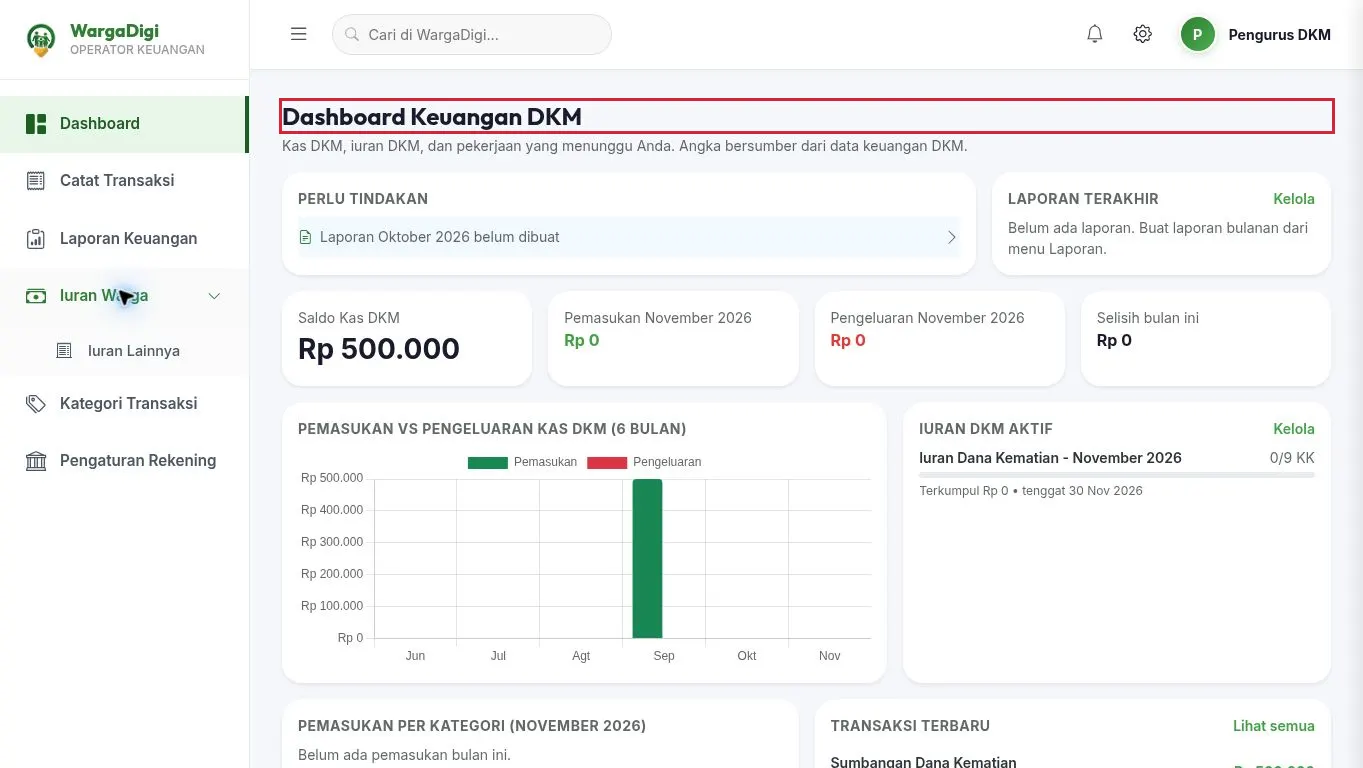 WargaDigi
OPERATOR KEUANGAN
Cari di WargaDigi...
P
Pengurus DKM
Dashboard
Catat Transaksi
Laporan Keuangan
Iuran Warga
Iuran Lainnya
Kategori Transaksi
Pengaturan Rekening
Dashboard Keuangan DKM
Kas DKM, iuran DKM, dan pekerjaan yang menunggu Anda. Angka bersumber dari data keuangan DKM.
PERLU TINDAKAN
Laporan Oktober 2026 belum dibuat
LAPORAN TERAKHIR
Kelola
Belum ada laporan. Buat laporan bulanan dari
menu Laporan.
Saldo Kas DKM
Rp 500.000
Pemasukan November 2026
Rp 0
Pengeluaran November 2026
Rp 0
Selisih bulan ini
Rp 0
PEMASUKAN VS PENGELUARAN KAS DKM (6 BULAN)
Pemasukan
Pengeluaran
Rp 500.000
Rp 400.000
Rp 300.000
Rp 200.000
Rp 100.000
Rp 0
Jun
Jul
Agt
Sep
Okt
Nov
IURAN DKM AKTIF
Kelola
Iuran Dana Kematian - November 2026
0/9 KK
Terkumpul Rp 0 • tenggat 30 Nov 2026
PEMASUKAN PER KATEGORI (NOVEMBER 2026)
Belum ada pemasukan bulan ini.
TRANSAKSI TERBARU
Lihat semua
Sumbangan Dana Kematian